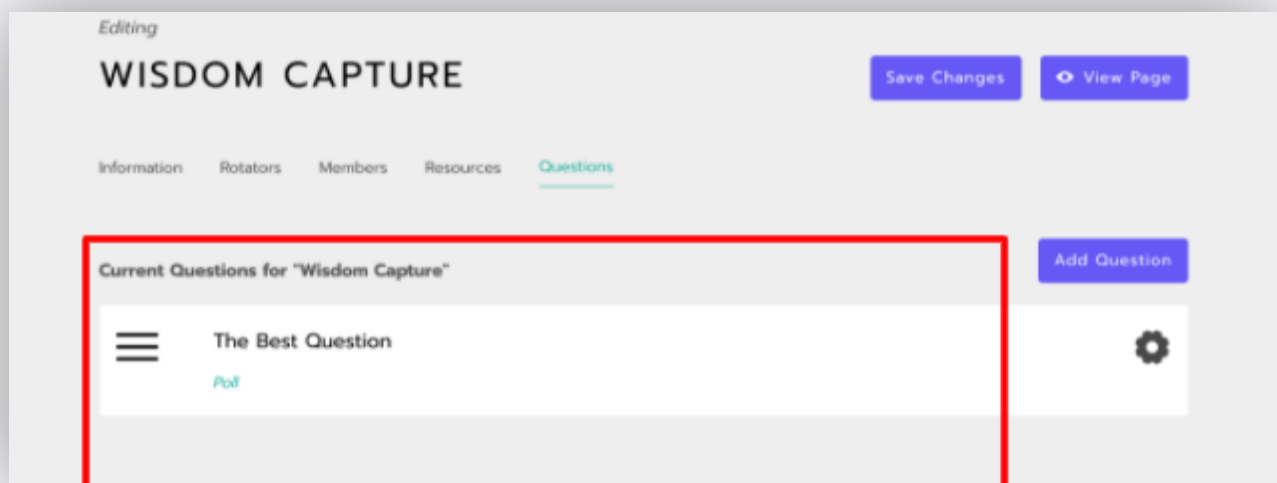 Editing
WISDOM CAPTURE
Save Changes
View Page
Information Rotators Members Resources Questions
Current Questions for "Wisdom Capture"
Add Question
The Best Question
Poll